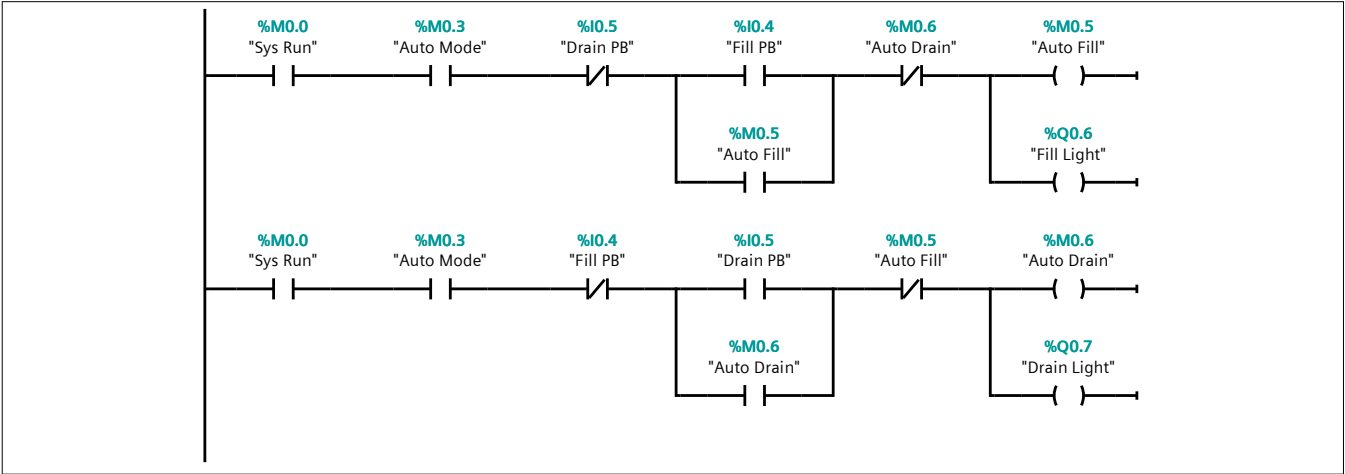 %M0.0 %M0.3 %I0.5 %I0.4 %M0.6 %M0.5
"Sys Run" "Auto Mode" "Drain PB" "Fill PB" "Auto Drain" "Auto Fill"
%M0.5 %Q0.6
"Auto Fill" "Fill Light"
%M0.0 %M0.3 %I0.4 %I0.5 %M0.5 %M0.6
"Sys Run" "Auto Mode" "Fill PB" "Drain PB" "Auto Fill" "Auto Drain"
%M0.6 %Q0.7
"Auto Drain" "Drain Light"